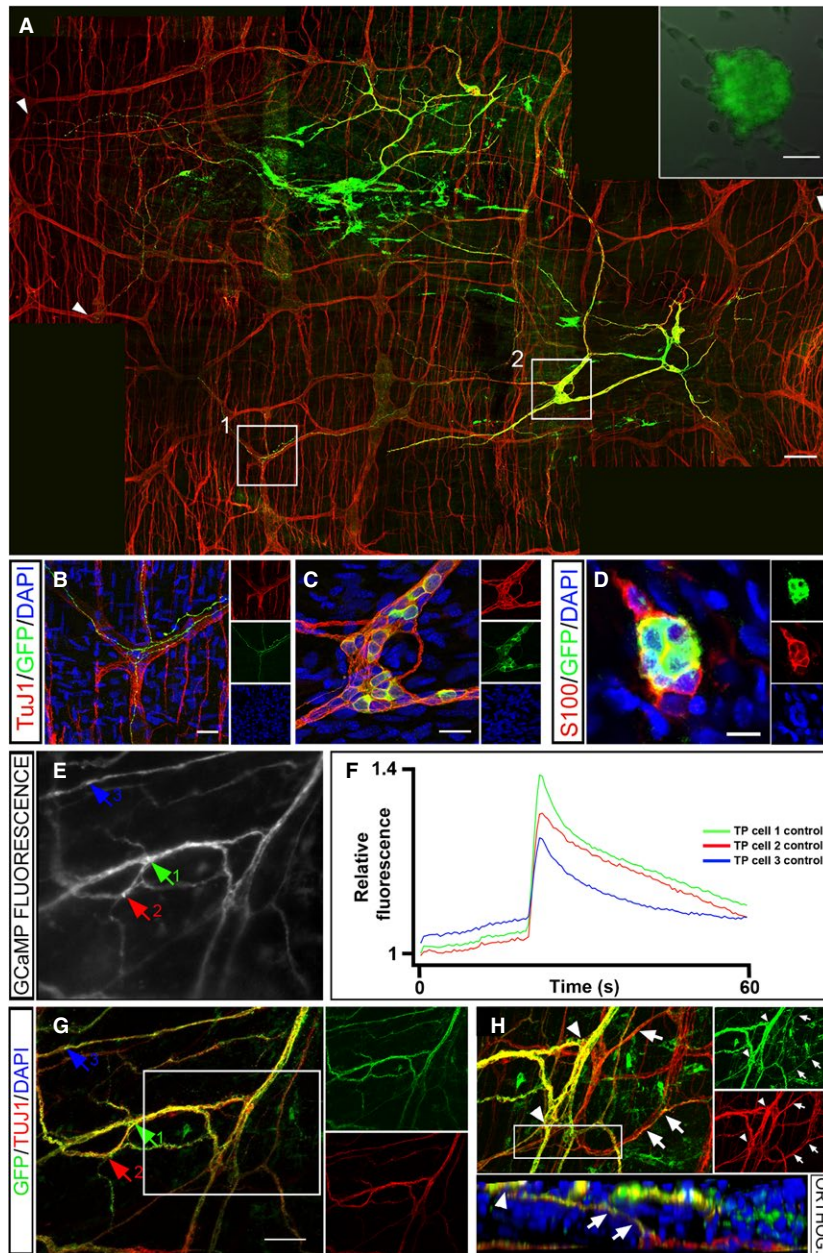 A
1
2
B
C
D
TuJ1/GFP/DAPI
S100/GFP/DAPI
E
F
GCaMP FLUORESCENCE
3
1
2
1.4
Relative
fluorescence
1
0
Time (s)
60
TP cell 1 control
TP cell 2 control
TP cell 3 control
G
H
GFP/TUJ1/DAPI
3
1
2
ORTHOG